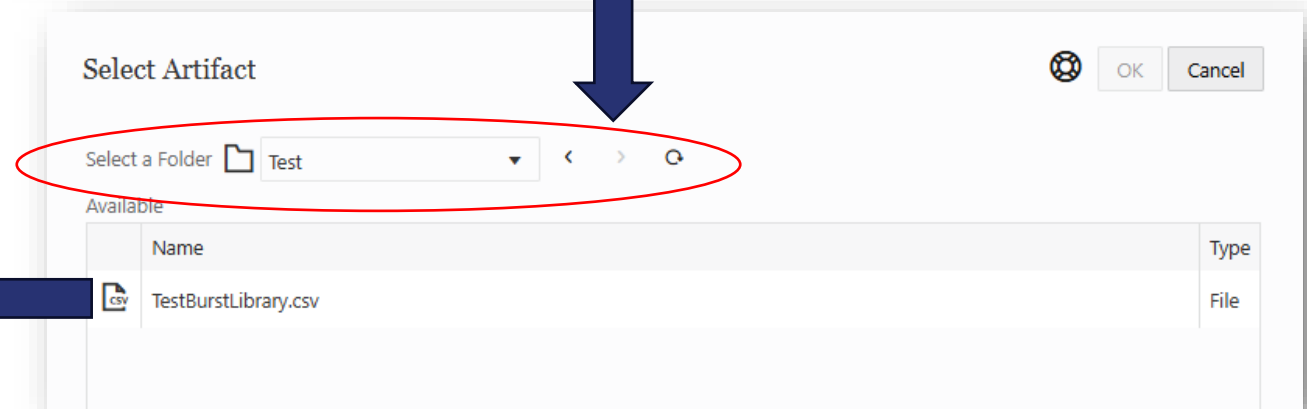 Select Artifact
OK
Cancel
Select a Folder
Test
Available
Name
Type
CSV
TestBurstLibrary.csv
File